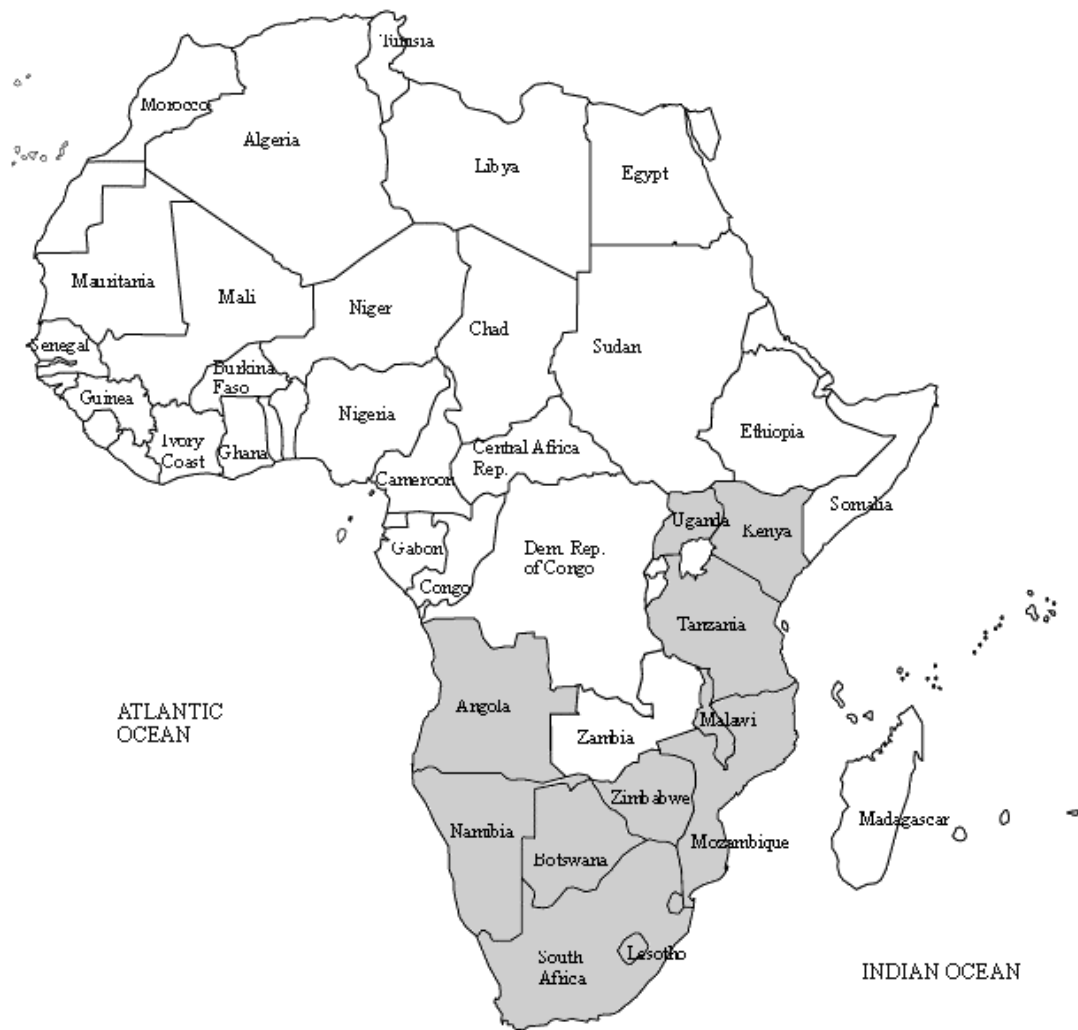 Tunisia
Morocco
Algeria
Libya
Egypt
Mauritania
Mali
Niger
Chad
Sudan
Senegal
Burkina
Faso
Guinea
Nigeria
Ethiopia
Ivory
Coast
Ghana
Central Africa
Rep.
Cameroon
Somalia
Uganda
Kenya
Gabon
Dem. Rep.
of Congo
Congo
Tanzania
Angola
Malawi
ATLANTIC
OCEAN
Zambia
Zimbabwe
Namibia
Madagascar
Mozambique
Botswana
South
Africa
Lesotho
INDIAN OCEAN